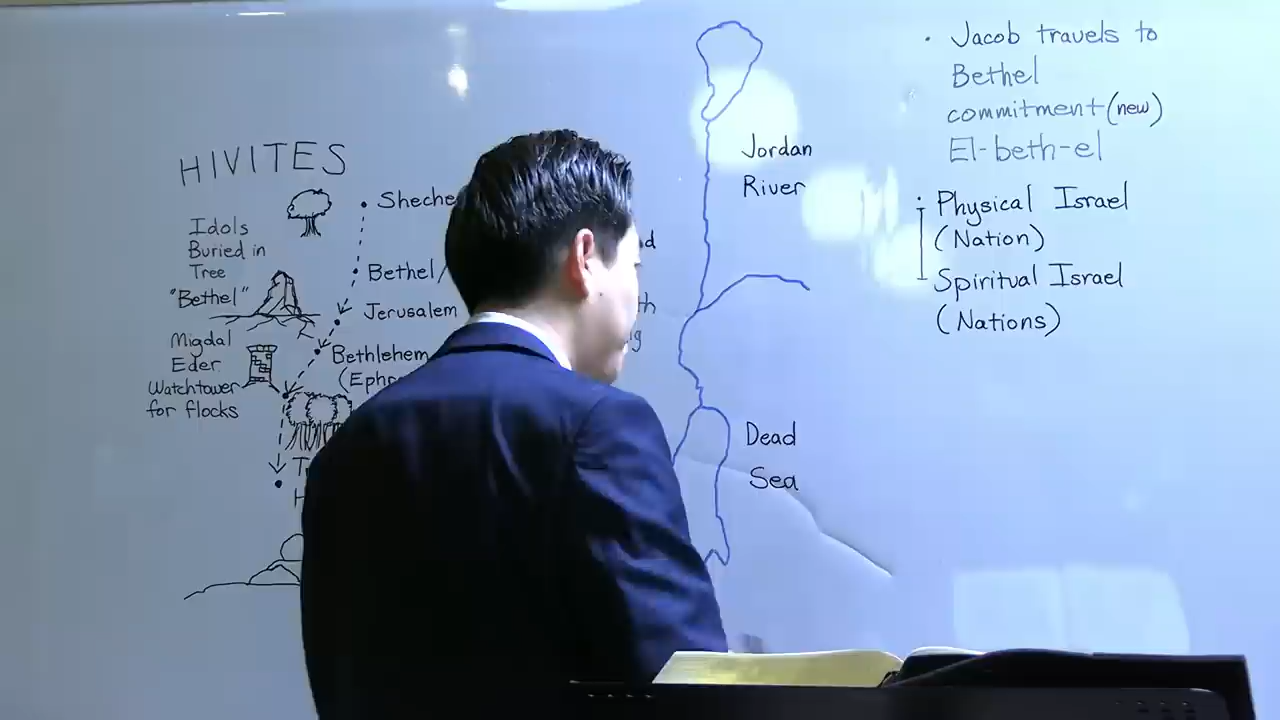 HIVITES
Idols
Buried in
Tree
"Bethel"
Migdal
Eder
Watchtower
for flocks
Bethel/
Jerusalem
Bethlehem
Jordan
River
Dead
Sea
• Jacob travels to
Bethel
commitment (new)
El-beth-el
• Physical Israel
(Nation)
Spiritual Israel
(Nations)